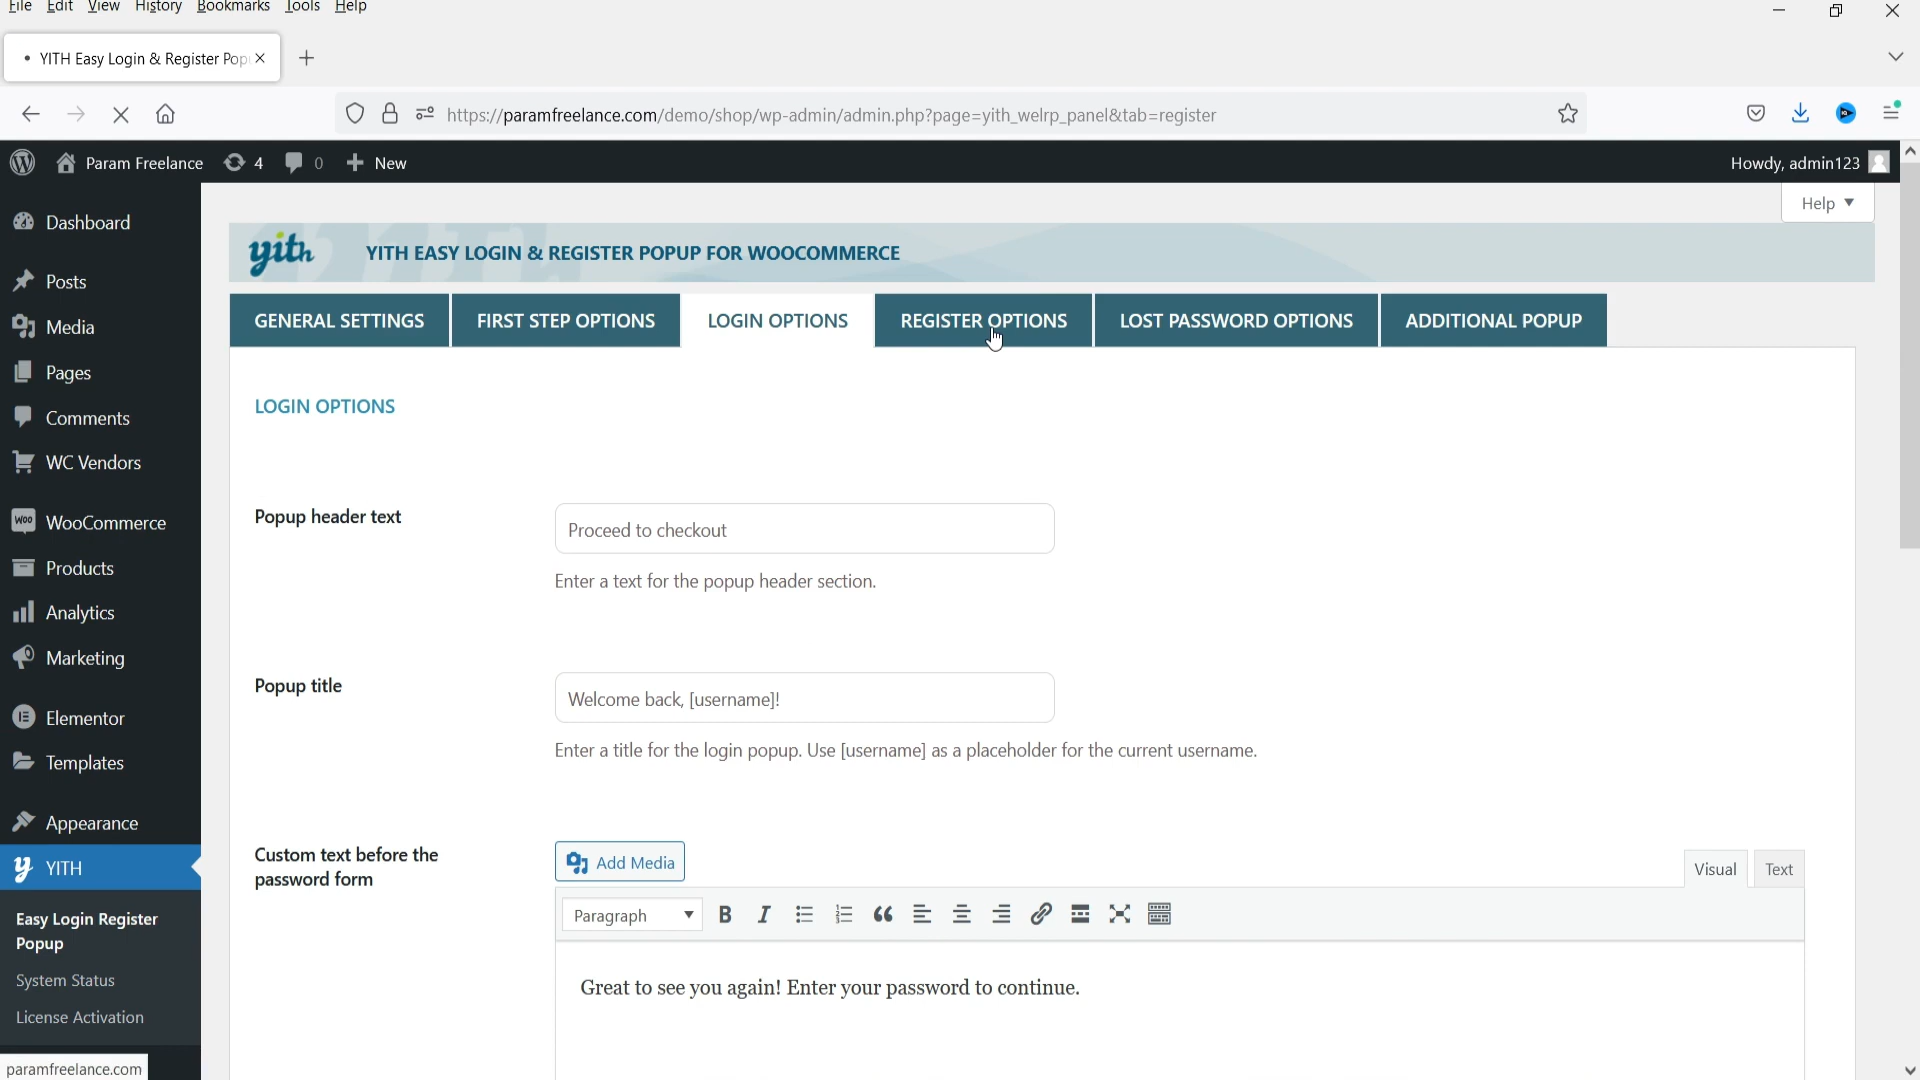 File Edit View History Bookmarks Tools Help
YITH Easy Login & Register Pop
https://paramfreelance.com/demo/shop/wp-admin/admin.php?page=yith_welrp_panel&tab=register
Param Freelance 4 0 New Howdy, admin123
Help
Dashboard
Posts
Media
Pages
Comments
WC Vendors
WooCommerce
Products
Analytics
Marketing
Elementor
Templates
Appearance
YITH
Easy Login Register
Popup
System Status
License Activation
paramfreelance.com
yith YITH EASY LOGIN & REGISTER POPUP FOR WOOCOMMERCE
GENERAL SETTINGS FIRST STEP OPTIONS LOGIN OPTIONS REGISTER OPTIONS LOST PASSWORD OPTIONS ADDITIONAL POPUP
LOGIN OPTIONS
Popup header text
Proceed to checkout
Enter a text for the popup header section.
Popup title
Welcome back, [username]!
Enter a title for the login popup. Use [username] as a placeholder for the current username.
Custom text before the
password form
Add Media
Visual Text
Paragraph
Great to see you again! Enter your password to continue.